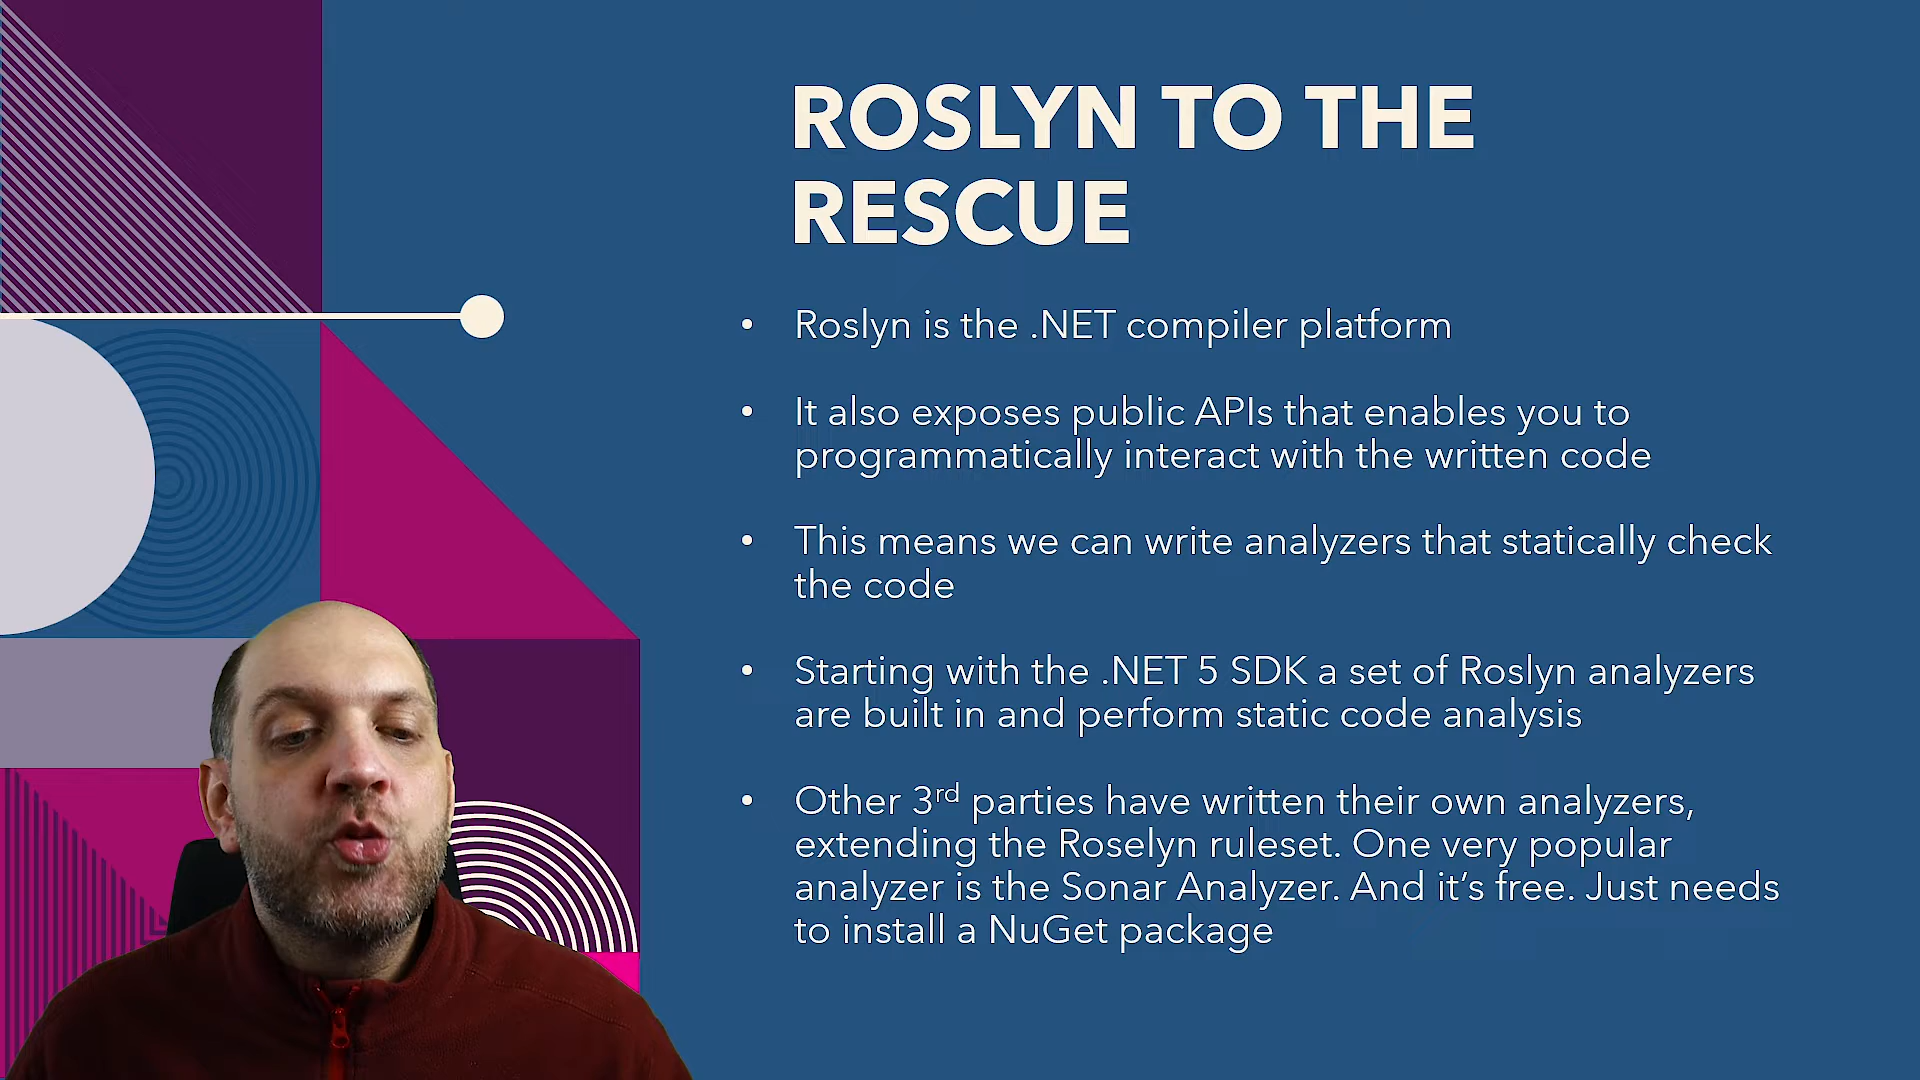 ROSLYN TO THE
RESCUE
• Roslyn is the .NET compiler platform
• It also exposes public APIs that enables you to
programmatically interact with the written code
• This means we can write analyzers that statically check
the code
• Starting with the .NET 5 SDK a set of Roslyn analyzers
are built in and perform static code analysis
• Other 3rd parties have written their own analyzers,
extending the Roselyn ruleset. One very popular
analyzer is the Sonar Analyzer. And it’s free. Just needs
to install a NuGet package